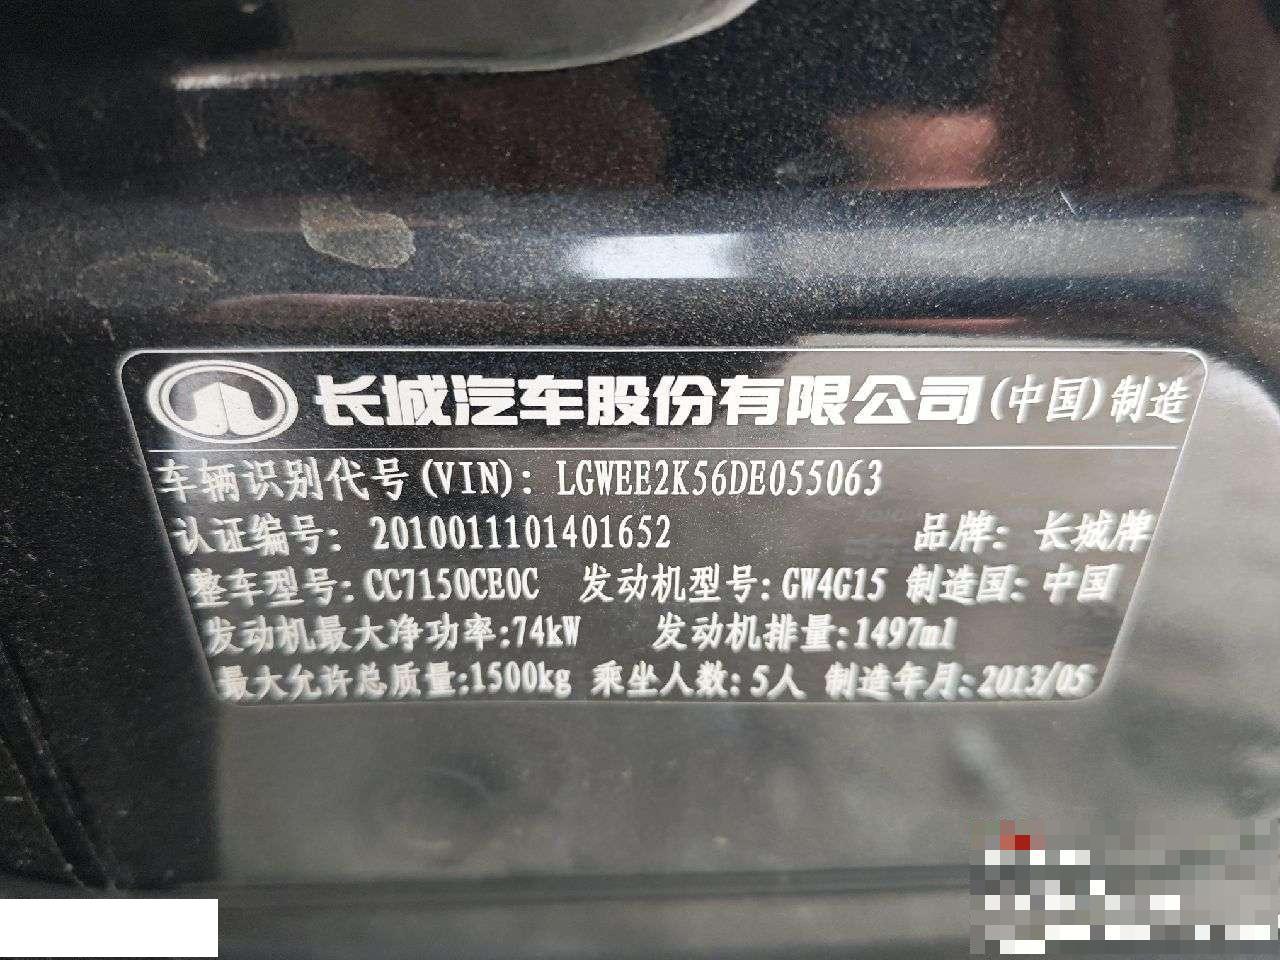 长城汽车股份有限公司(中国)制造
车辆识别代号(VIN): LGWEE2K56DE055063
认证编号: 2010011101401652 品牌: 长城牌
整车型号: CC7150CE0C 发动机型号: GW4G15 制造国: 中国
发动机最大净功率:74kW 发动机排量:1497ml
最大允许总质量:1500kg 乘坐人数: 5人 制造年月: 2013/05